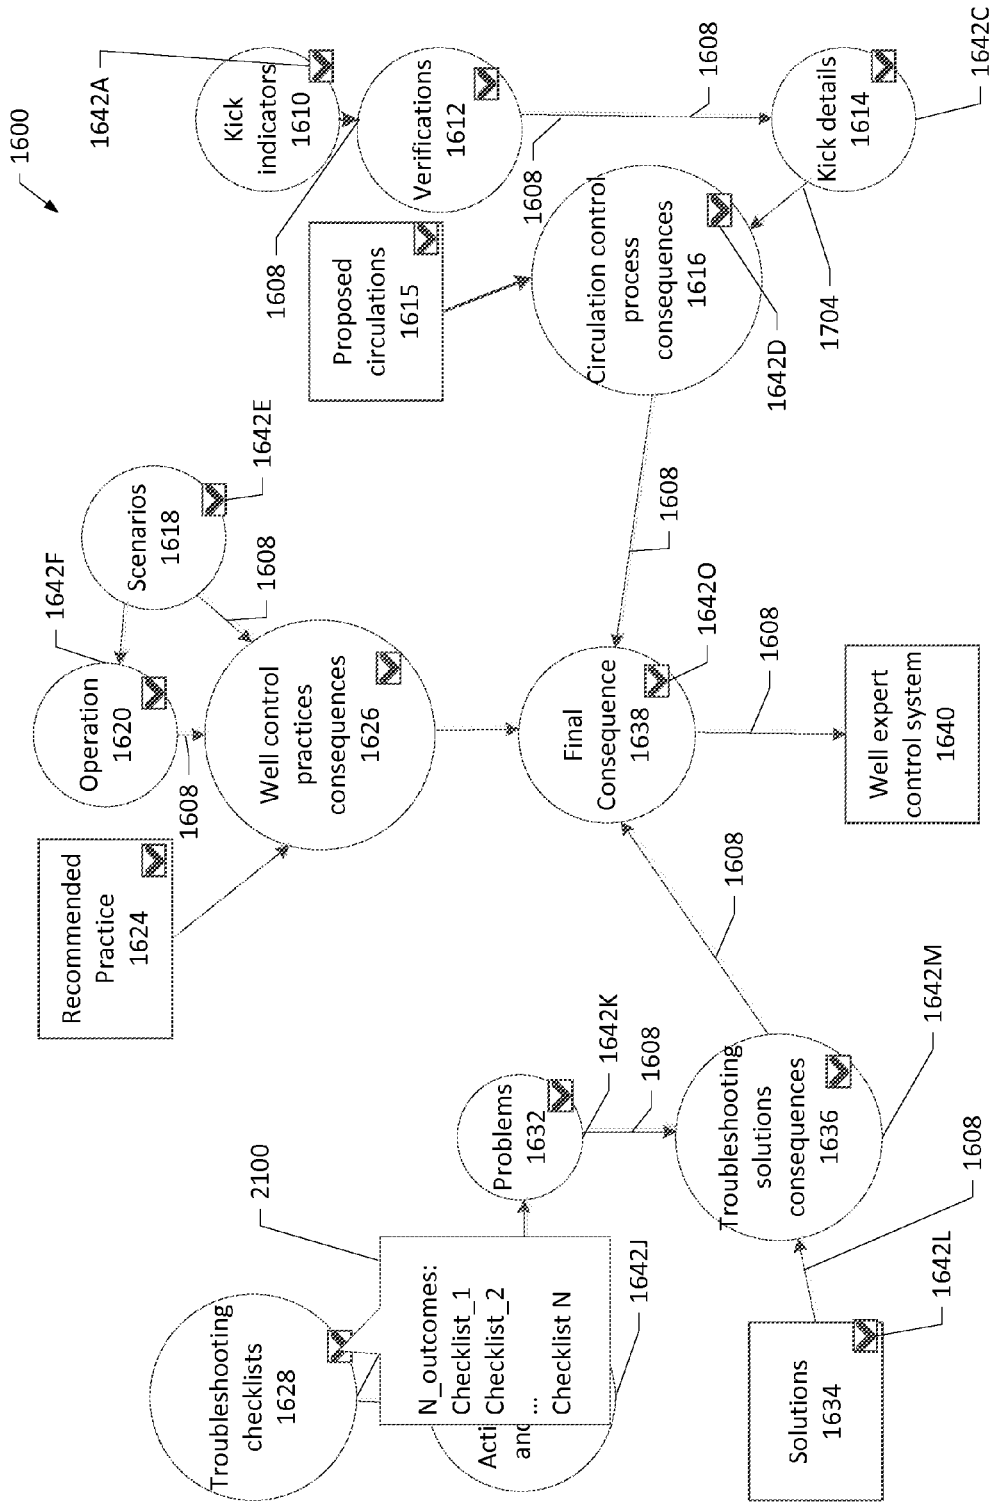 1600
Troubleshooting
checklists
1628
2100
N_outcomes:
Checklist_1
Checklist_2
...
Checklist N
Acti
and
1642J
Problems
1632
1642K
1608
Solutions
1634
1642L
1608
Troubleshooting
solutions
consequences
1636
1642M
1608
Recommended
Practice
1624
Operation
1620
1642F
1608
Scenarios
1618
1642E
1608
Well control
practices
consequences
1626
Final
Consequence
1638
1642O
1608
1608
Well expert
control system
1640
Proposed
circulations
1615
Circulation control
process
consequences
1616
1642D
1704
Kick
indicators
1610
1642A
1608
Verifications
1612
1608
1608
Kick details
1614
1642C